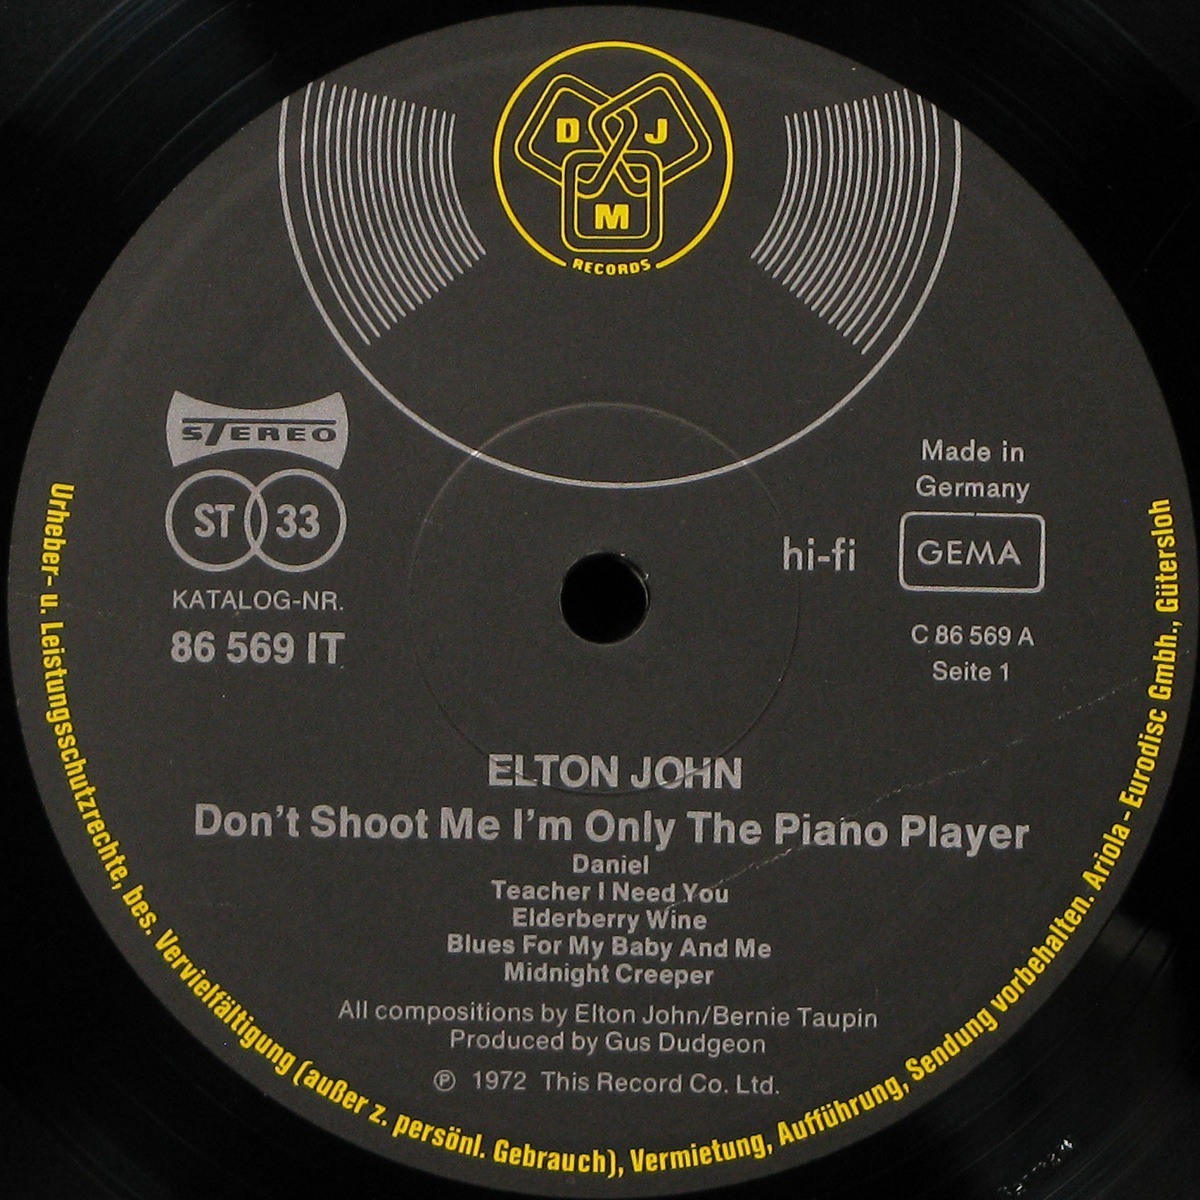 D J
M
RECORDS
STEREO
ST 33
KATALOG-NR.
86 569 IT
Made in
Germany
hi-fi
GEMA
C 86 569 A
Seite 1
ELTON JOHN
Don't Shoot Me I'm Only The Piano Player
Daniel
Teacher I Need You
Elderberry Wine
Blues For My Baby And Me
Midnight Creeper
All compositions by Elton John/Bernie Taupin
Produced by Gus Dudgeon
℗ 1972 This Record Co. Ltd.
Urheber- u. Leistungsschutzrechte, bes. Vervielfältigung (außer z. persönl. Gebrauch), Vermietung, Aufführung, Sendung vorbehalten. Ariola-Eurodisc Gmbh., Gütersloh